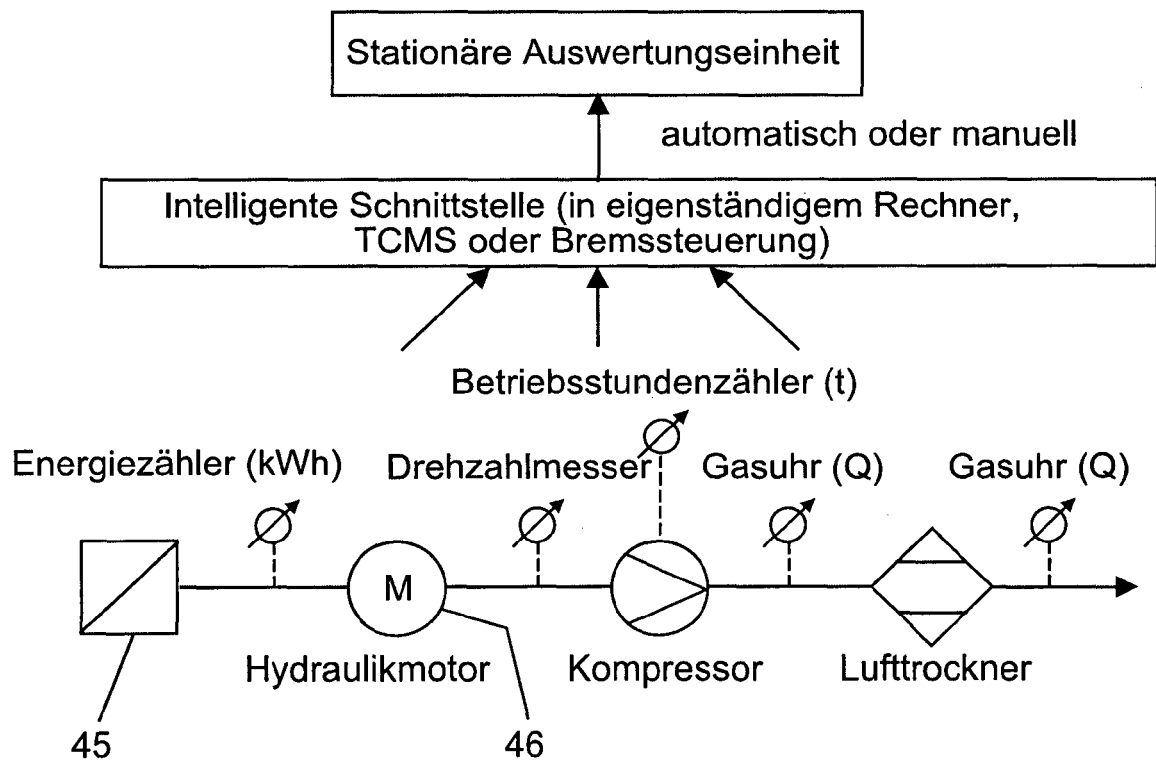 Stationäre Auswertungseinheit
automatisch oder manuell
Intelligente Schnittstelle (in eigenständigem Rechner,
TCMS oder Bremssteuerung)
Betriebsstundenzähler (t)
Energiezähler (kWh)
Drehzahlmesser
Gasuhr (Q)
Gasuhr (Q)
M
Hydraulikmotor
Kompressor
Lufttrockner
45
46